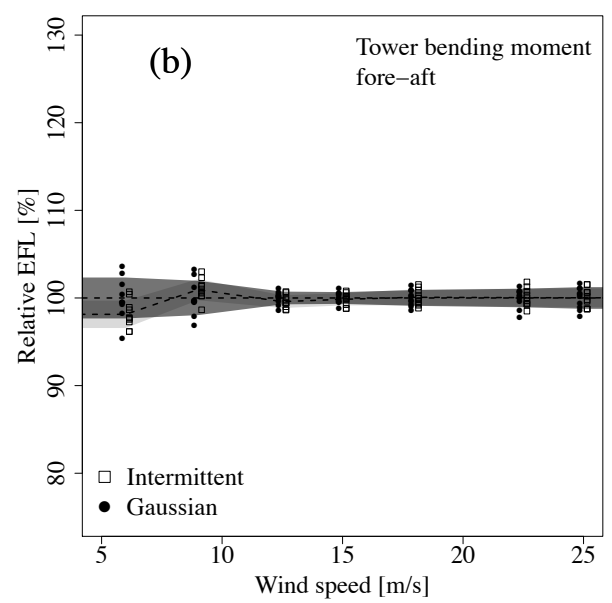 (b)
Tower bending moment
fore−aft
Relative EFL [%]
130
120
110
100
90
80
Intermittent
Gaussian
5 10 15 20 25
Wind speed [m/s]